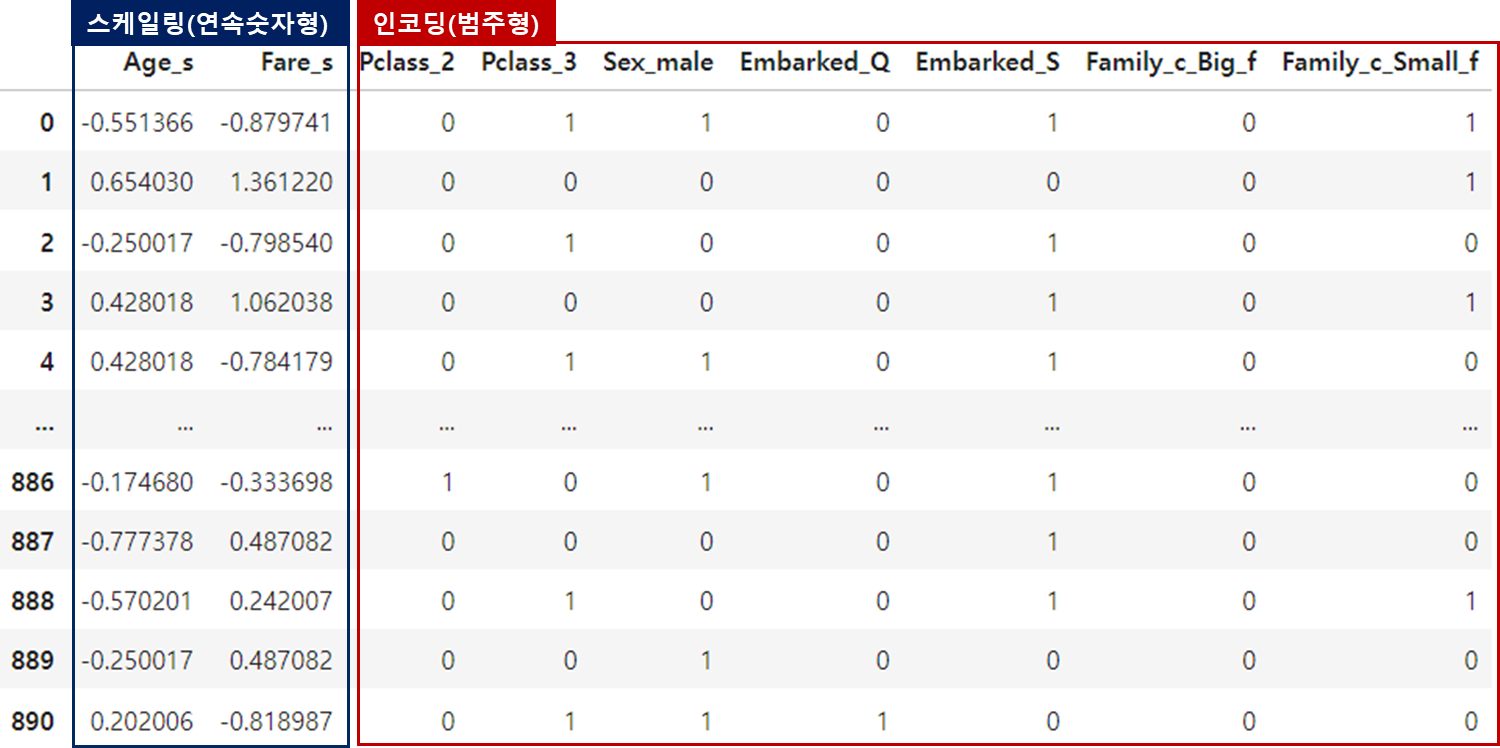 스케일링(연속숫자형) 인코딩(범주형)
Age_s Fare_s Pclass_2 Pclass_3 Sex_male Embarked_Q Embarked_S Family_c_Big_f Family_c_Small_f
0 -0.551366 -0.879741 0 1 1 0 1 0 1
1 0.654030 1.361220 0 0 0 0 0 0 1
2 -0.250017 -0.798540 0 1 0 0 1 0 0
3 0.428018 1.062038 0 0 0 0 1 0 1
4 0.428018 -0.784179 0 1 1 0 1 0 0
... ... ... ... ... ... ... ... ... ...
886 -0.174680 -0.333698 1 0 1 0 1 0 0
887 -0.777378 0.487082 0 0 0 0 1 0 0
888 -0.570201 0.242007 0 1 0 0 1 0 1
889 -0.250017 0.487082 0 0 1 0 0 0 0
890 0.202006 -0.818987 0 1 1 1 0 0 0